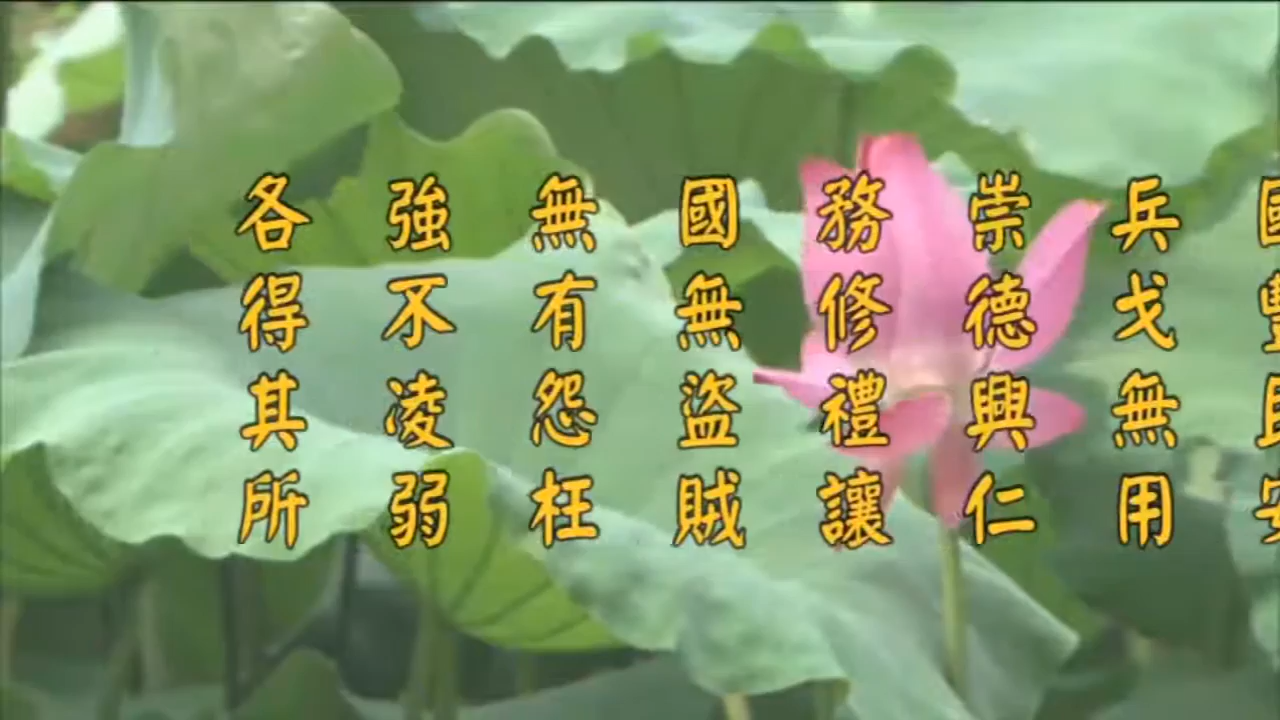 兵戈無用
崇德興仁
務修禮讓
國無盜賊
無有怨枉
強不凌弱
各得其所